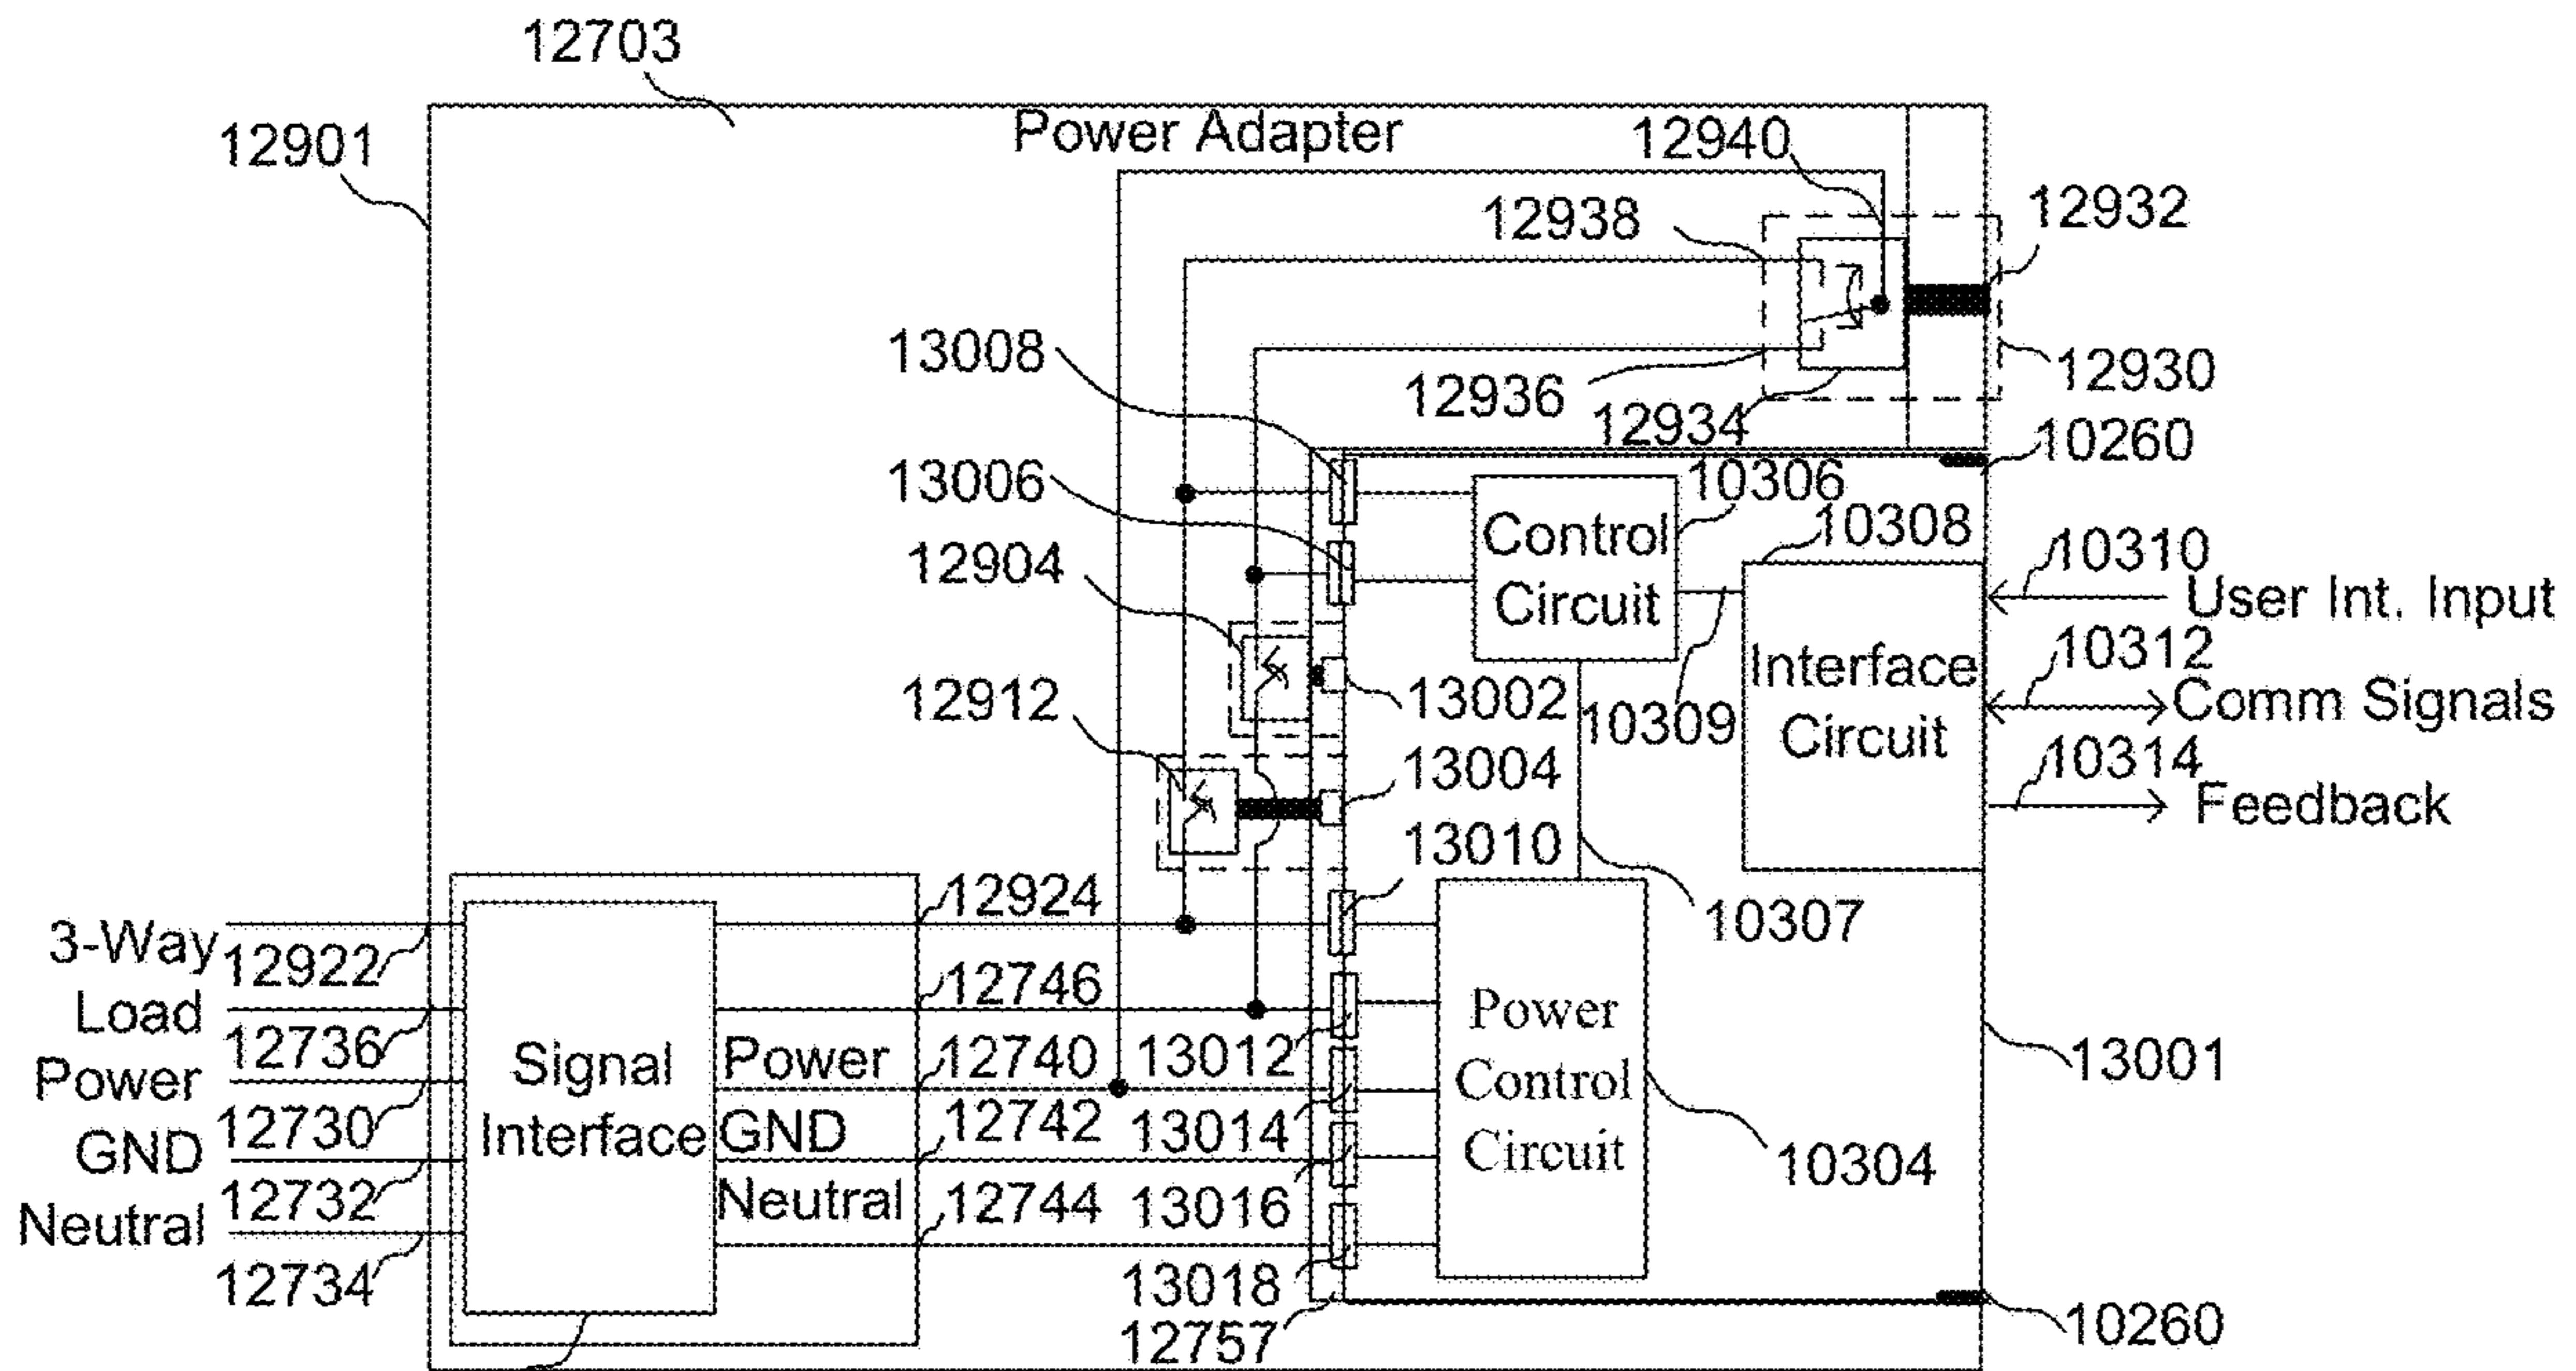 12703
Power Adapter
12901
12940
12938
12932
13008
12936
12930
12934
10260
13006
10306
Control
Circuit
10308
12904
10310
User Int. Input
Interface
Circuit
10312
Comm Signals
12912
13002
10309
10314
Feedback
13004
13010
12924
10307
3-Way
12922
12746
Load
12736
Signal
Interface
Power
12740
13012
Power
Control
Circuit
13001
Power
12730
GND
12742
13014
10304
GND
12732
Neutral
12744
13016
Neutral
12734
13018
12757
10260